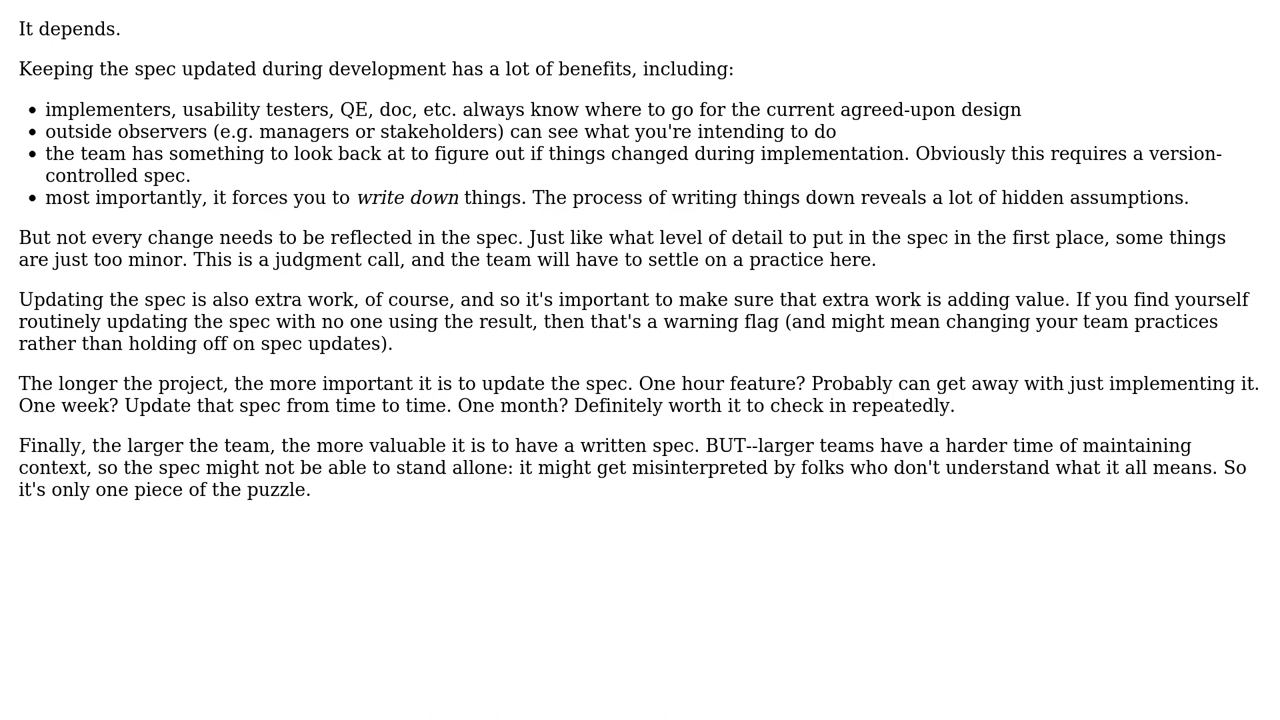 It depends.
Keeping the spec updated during development has a lot of benefits, including:
• implementers, usability testers, QE, doc, etc. always know where to go for the current agreed-upon design
• outside observers (e.g. managers or stakeholders) can see what you're intending to do
• the team has something to look back at to figure out if things changed during implementation. Obviously this requires a version-
controlled spec.
• most importantly, it forces you to write down things. The process of writing things down reveals a lot of hidden assumptions.
But not every change needs to be reflected in the spec. Just like what level of detail to put in the spec in the first place, some things
are just too minor. This is a judgment call, and the team will have to settle on a practice here.
Updating the spec is also extra work, of course, and so it's important to make sure that extra work is adding value. If you find yourself
routinely updating the spec with no one using the result, then that's a warning flag (and might mean changing your team practices
rather than holding off on spec updates).
The longer the project, the more important it is to update the spec. One hour feature? Probably can get away with just implementing it.
One week? Update that spec from time to time. One month? Definitely worth it to check in repeatedly.
Finally, the larger the team, the more valuable it is to have a written spec. BUT--larger teams have a harder time of maintaining
context, so the spec might not be able to stand allone: it might get misinterpreted by folks who don't understand what it all means. So
it's only one piece of the puzzle.